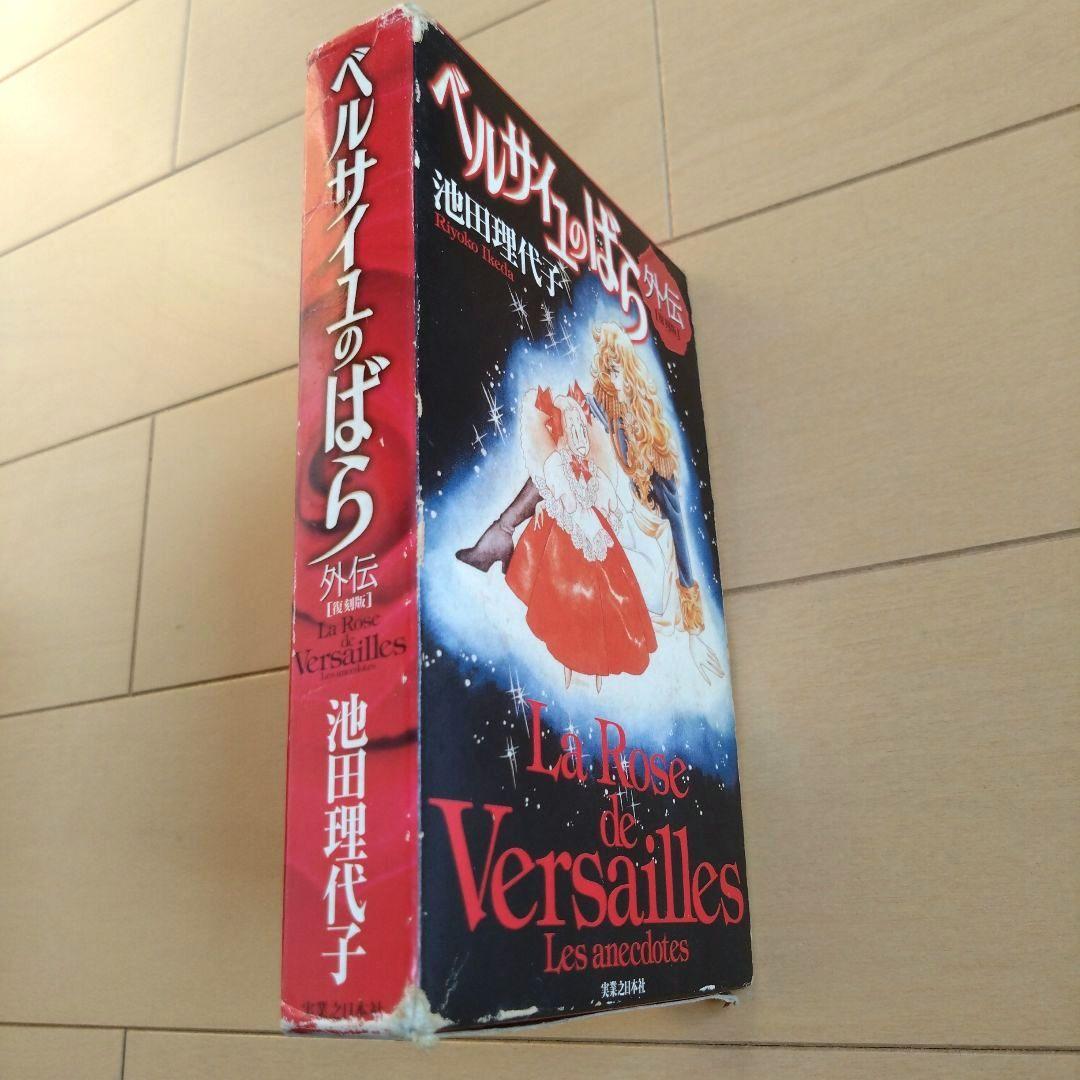 ベルサイユのばら
外伝
［復刻版］
La Rose
de
Versailles
Les anecdotes
池田理代子
実業之日本社
ベルサイユのばら
外伝
［復刻版］
池田理代子
Riyoko Ikeda
La Rose
de
Versailles
Les anecdotes
実業之日本社